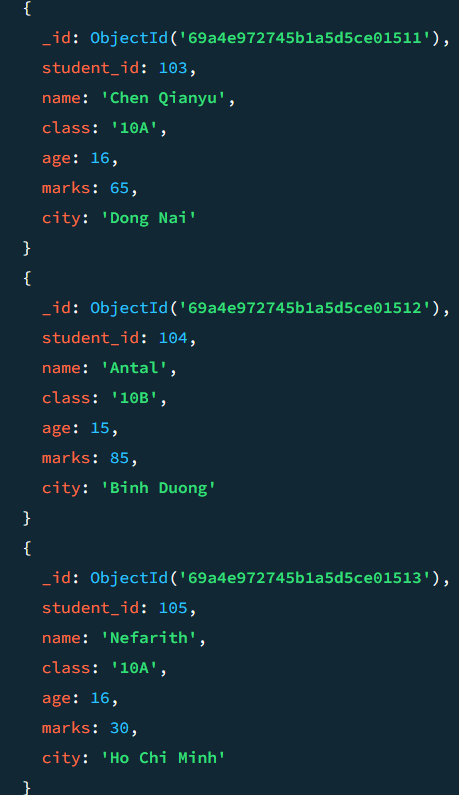 {
_id: ObjectId('69a4e972745b1a5d5ce01511'),
student_id: 103,
name: 'Chen Qianyu',
class: '10A',
age: 16,
marks: 65,
city: 'Dong Nai'
}
{
_id: ObjectId('69a4e972745b1a5d5ce01512'),
student_id: 104,
name: 'Antal',
class: '10B',
age: 15,
marks: 85,
city: 'Binh Duong'
}
{
_id: ObjectId('69a4e972745b1a5d5ce01513'),
student_id: 105,
name: 'Nefarith',
class: '10A',
age: 16,
marks: 30,
city: 'Ho Chi Minh'
}